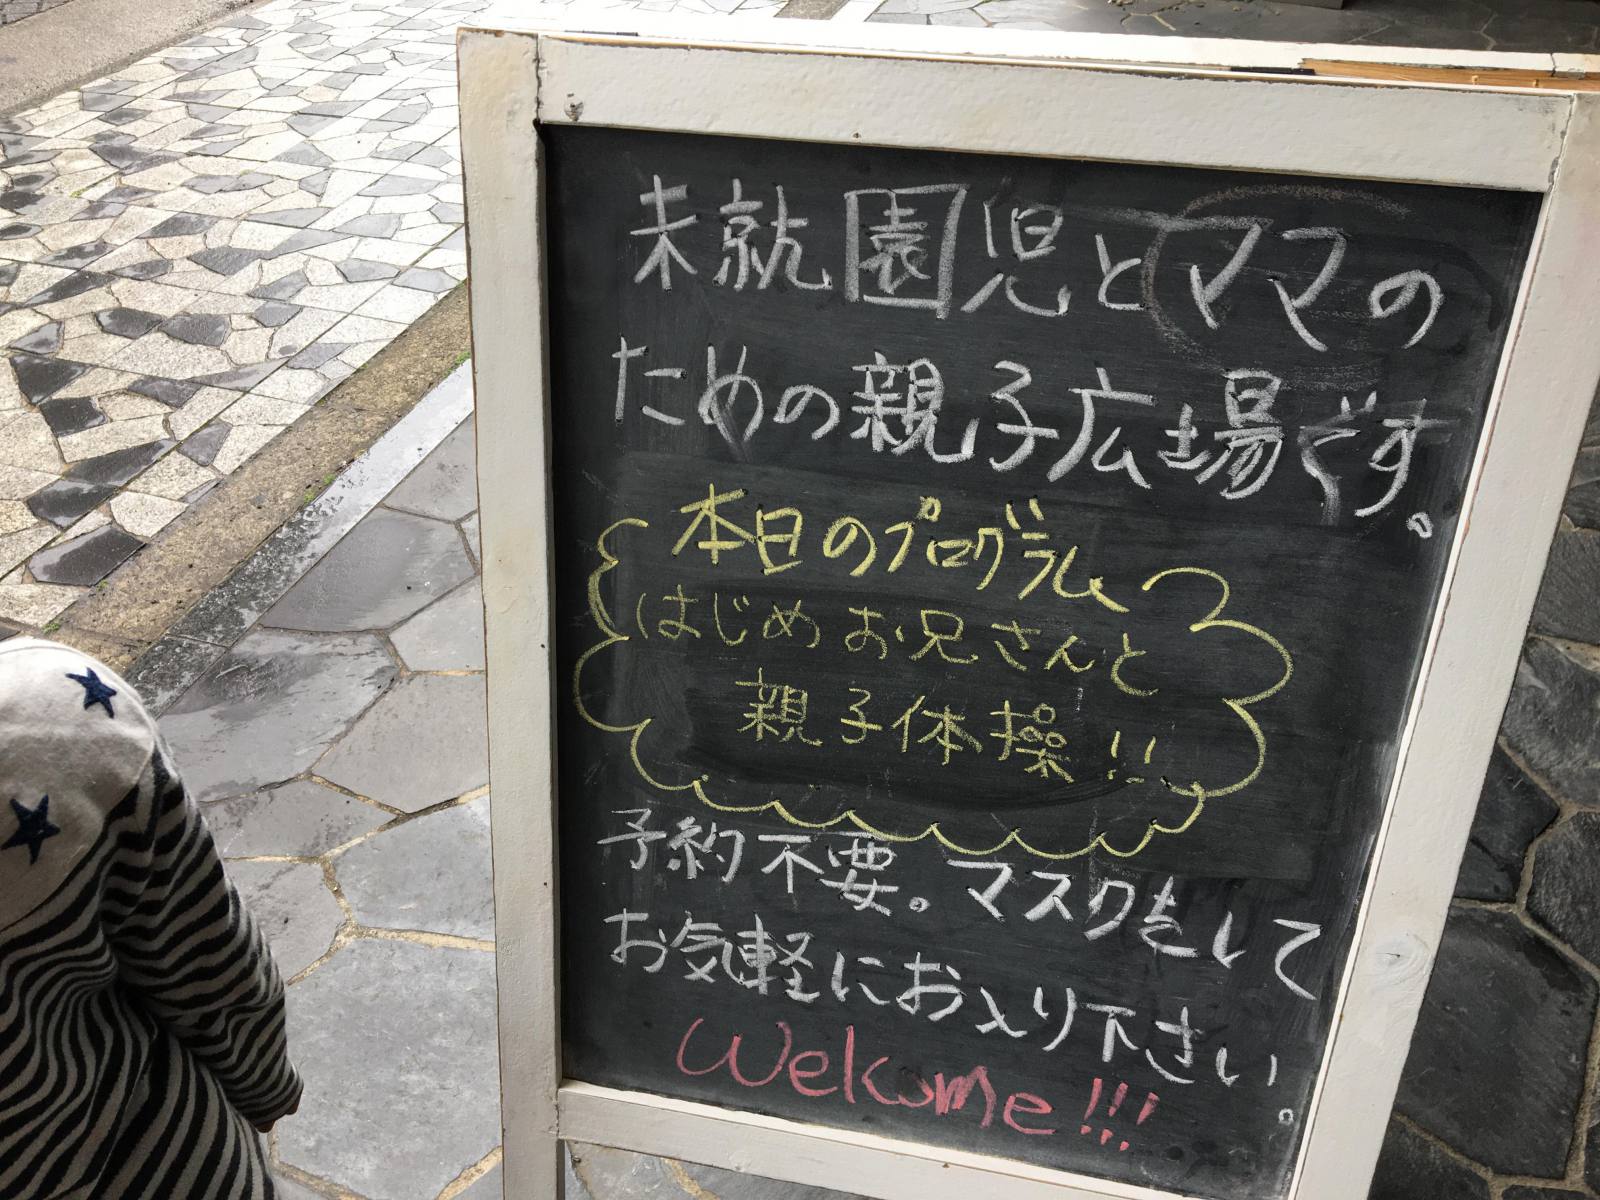 未就園児とママの
ための親子広場です。
本日のプログラム
はじめお兄さんと
親子体操!!
予約不要。マスクをして
お気軽にお入り下さい。
Welcome!!!